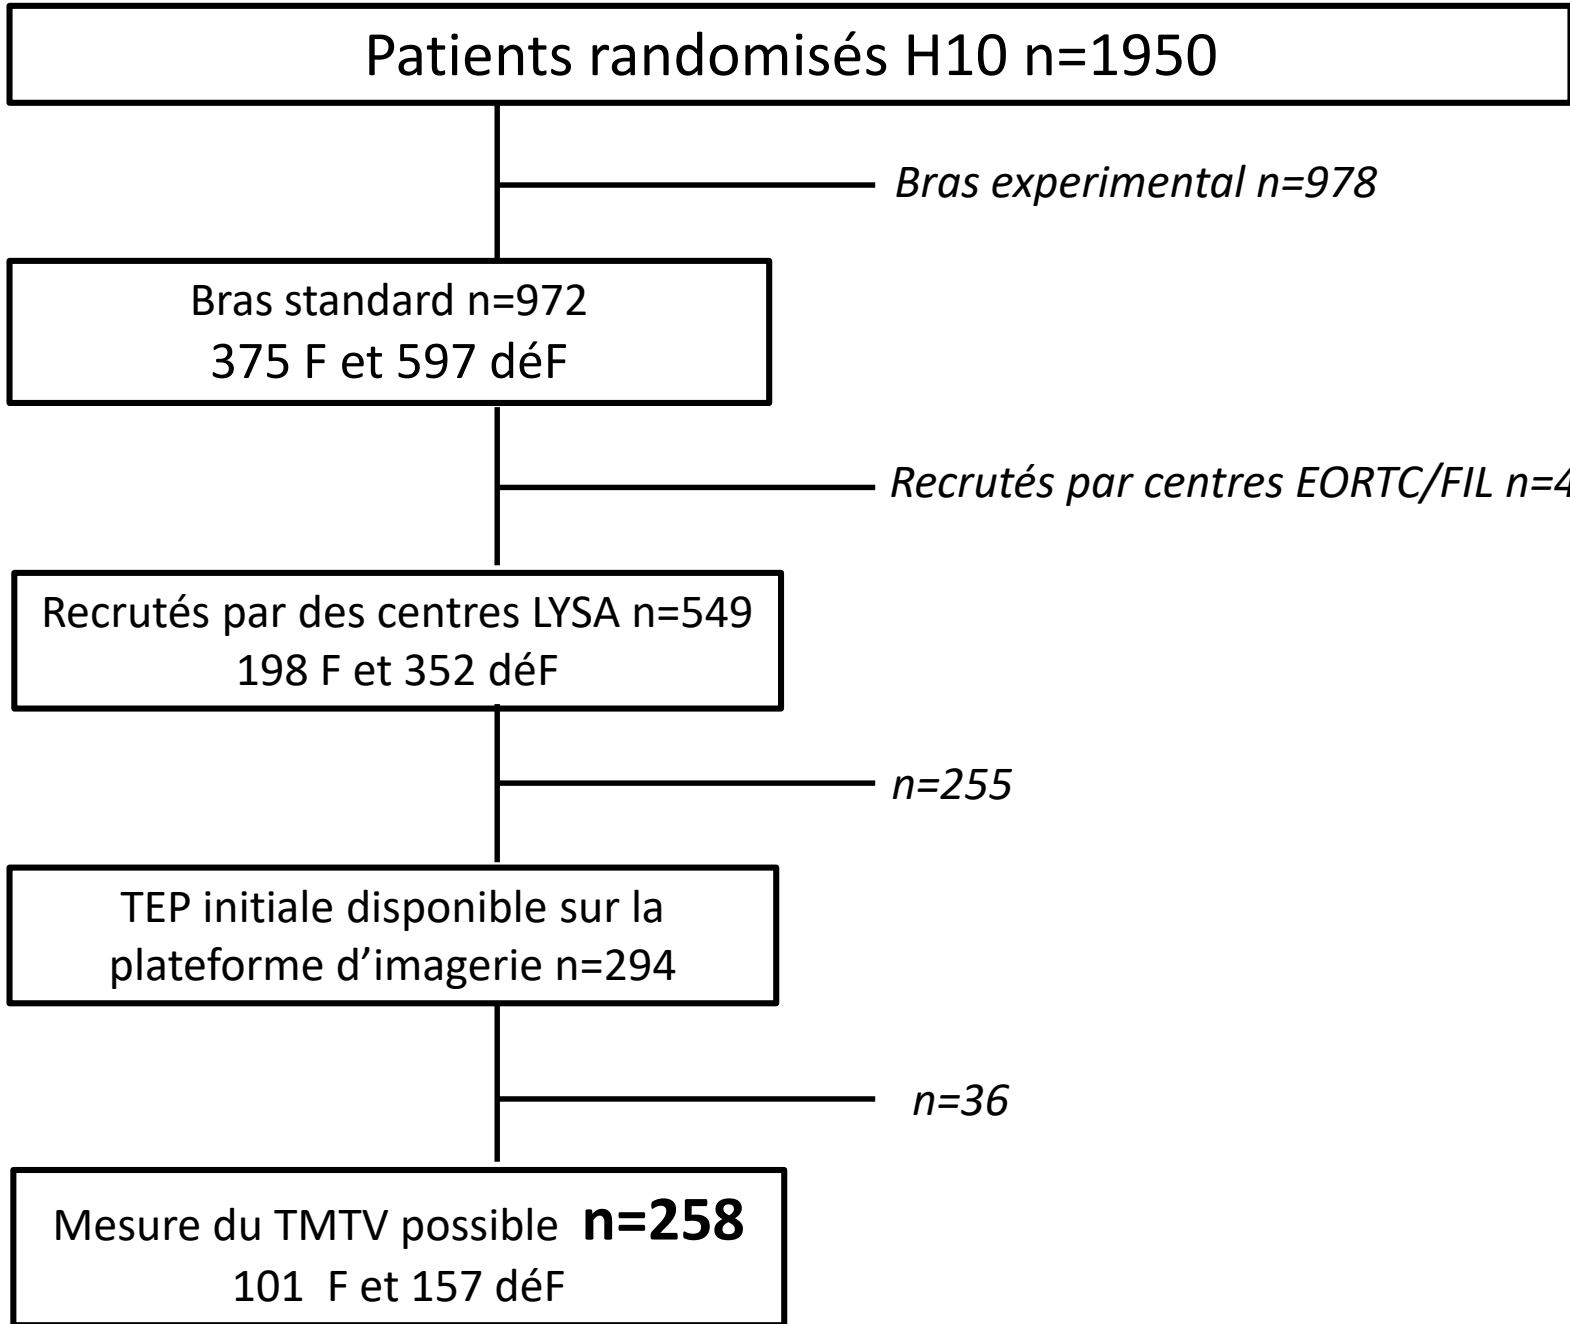 Patients randomisés H10 n=1950
Bras experimental n=978
Bras standard n=972
375 F et 597 déF
Recrutés par centres EORTC/FIL n=4
Recrutés par des centres LYSA n=549
198 F et 352 déF
n=255
TEP initiale disponible sur la
plateforme d’imagerie n=294
n=36
Mesure du TMTV possible n=258
101 F et 157 déF